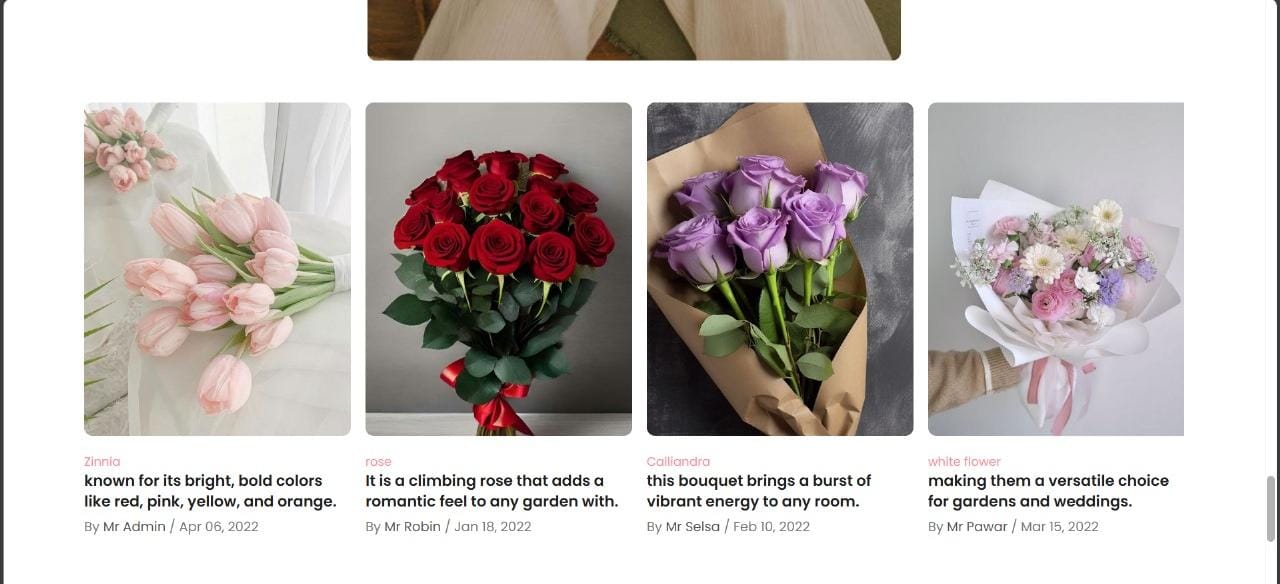 Zinnia
known for its bright, bold colors
like red, pink, yellow, and orange.
By Mr Admin / Apr 06, 2022
rose
It is a climbing rose that adds a
romantic feel to any garden with.
By Mr Robin / Jan 18, 2022
Calliandra
this bouquet brings a burst of
vibrant energy to any room.
By Mr Selsa / Feb 10, 2022
white flower
making them a versatile choice
for gardens and weddings.
By Mr Pawar / Mar 15, 2022